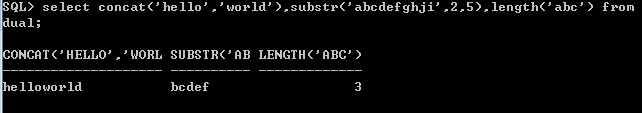 SQL> select concat('hello','world'),substr('abcdefghji',2,5),length('abc') from
dual;
CONCAT('HELLO','WORL SUBSTR('AB LENGTH('ABC')
-------------------- ---------- -------------
helloworld           bcdef                  3